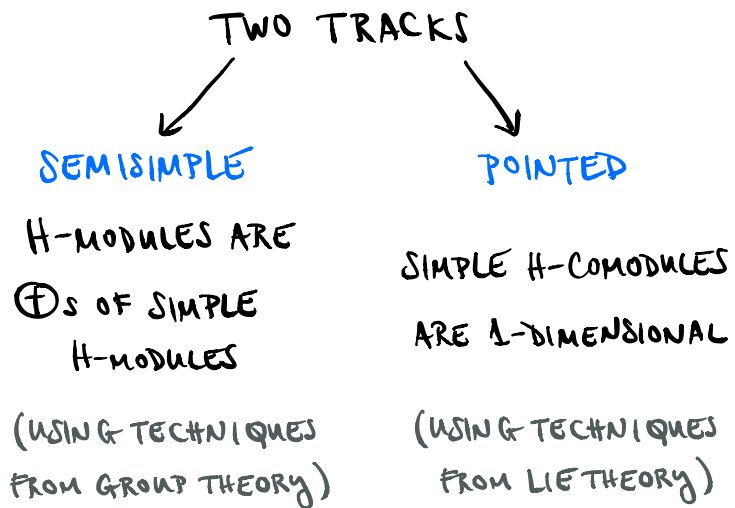 TWO TRACKS
SEMISIMPLE
H-MODULES ARE
⊕S OF SIMPLE
H-MODULES
(USING TECHNIQUES
FROM GROUP THEORY)
POINTED
SIMPLE H-COMODULES
ARE 1-DIMENSIONAL
(USING TECHNIQUES
FROM LIE THEORY)